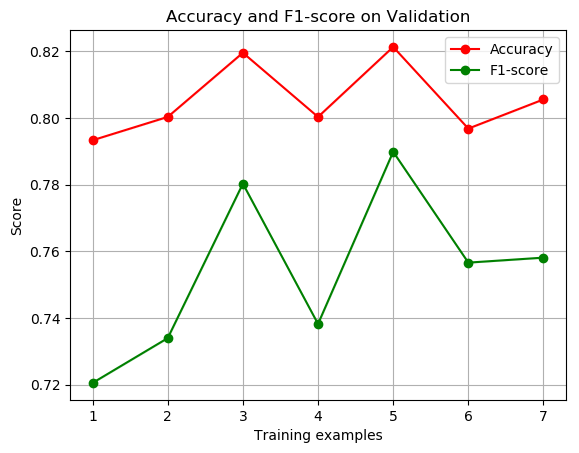 Accuracy and F1-score on Validation
Accuracy
F1-score
Score
0.82
0.80
0.78
0.76
0.74
0.72
1 2 3 4 5 6 7
Training examples